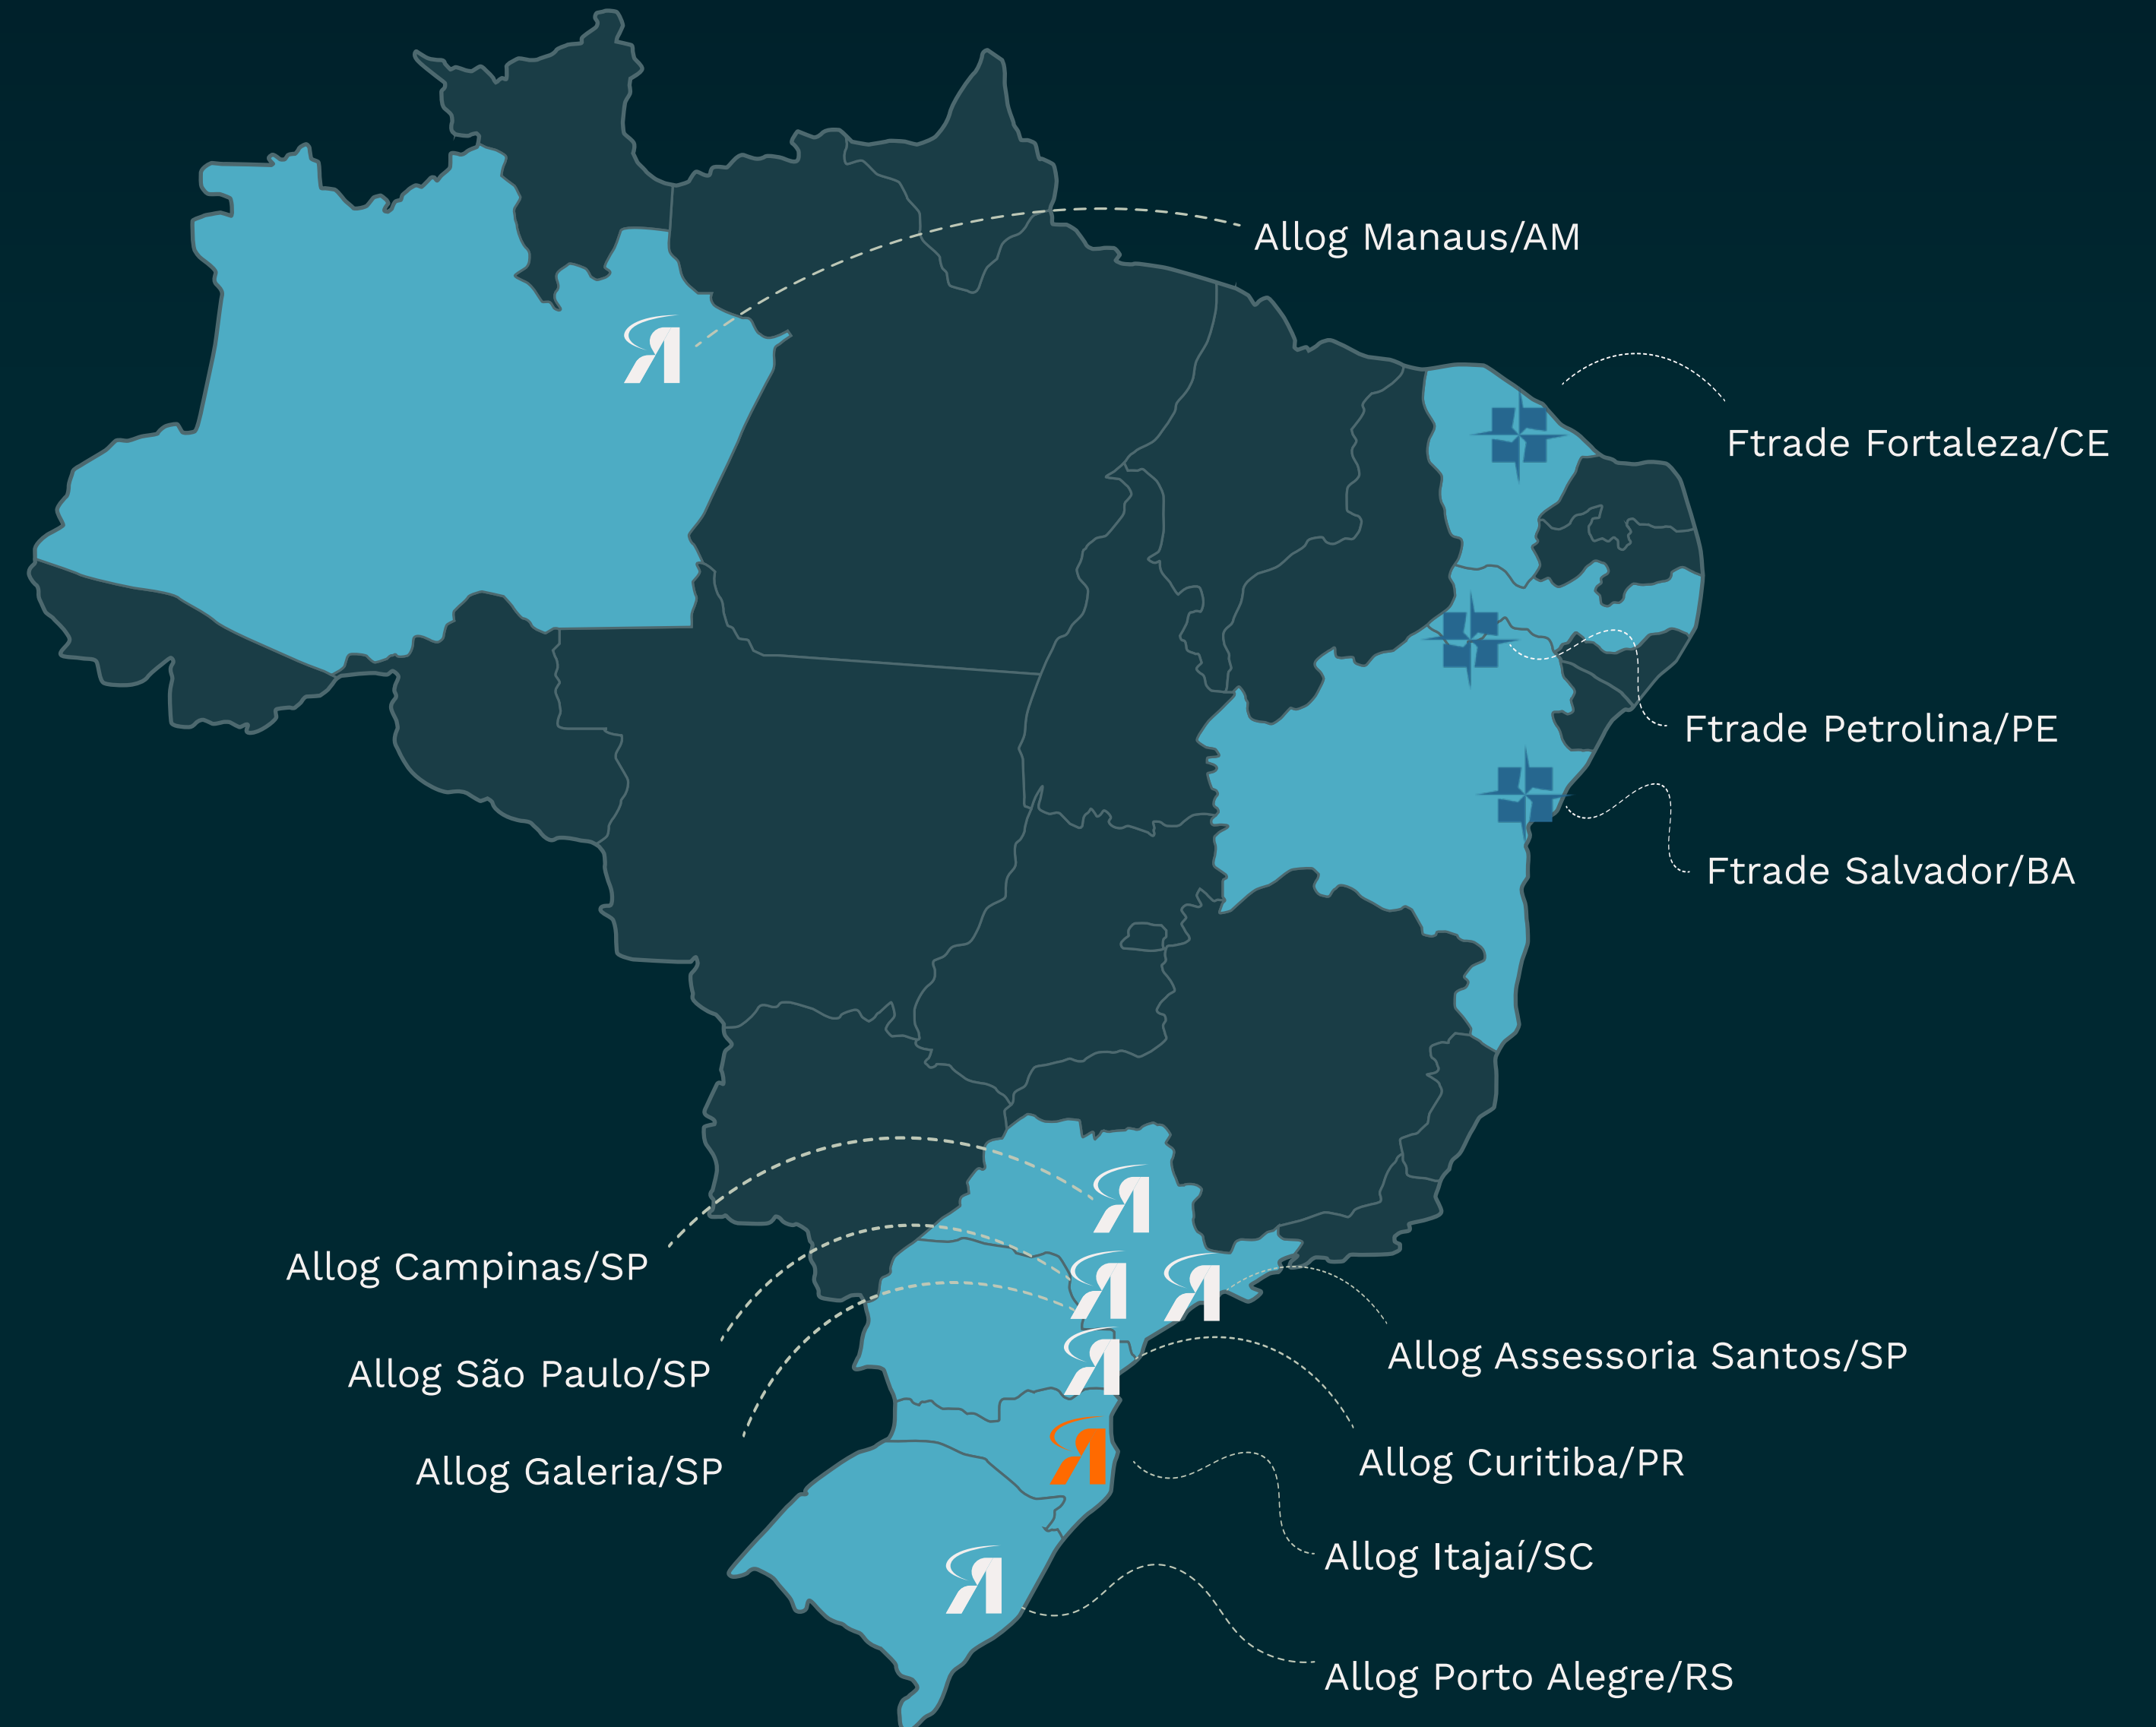 Allog Manaus/AM
Ftrade Fortaleza/CE
Ftrade Petrolina/PE
Ftrade Salvador/BA
Allog Campinas/SP
Allog São Paulo/SP
Allog Galeria/SP
Allog Assessoria Santos/SP
Allog Curitiba/PR
Allog Itajaí/SC
Allog Porto Alegre/RS